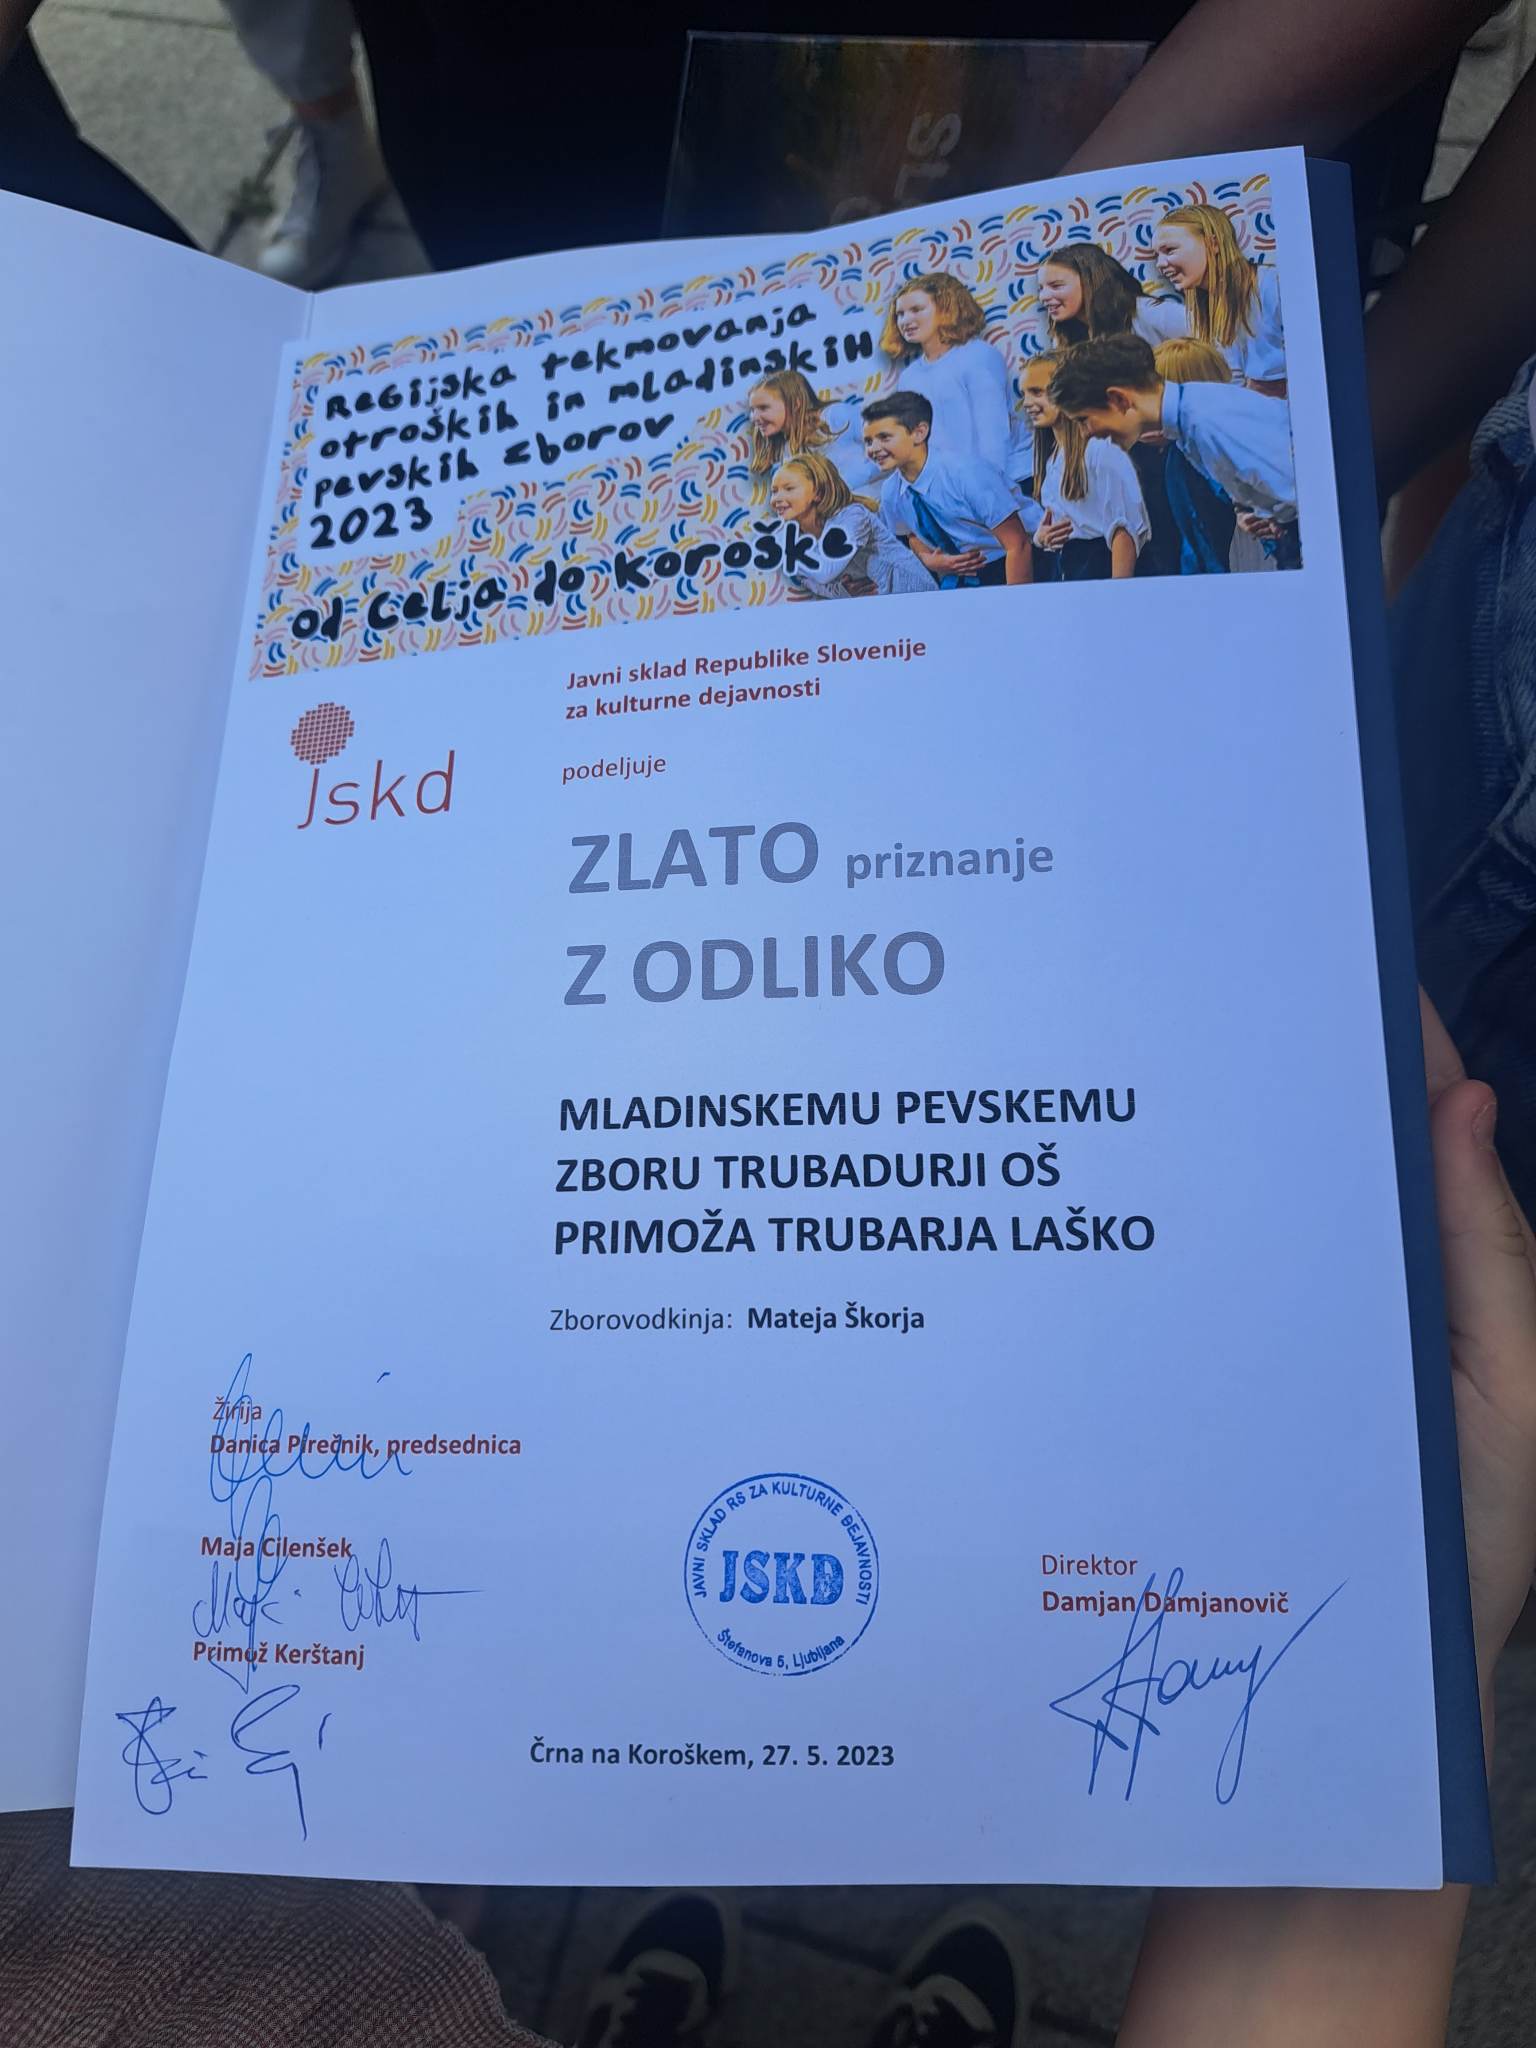 Regijska tekmovanja
otroških in mladinskih
pevskih zborov
2023
od Celja do Koroške
Javni sklad Republike Slovenije
za kulturne dejavnosti
jskd
podeljuje
ZLATO priznanje
Z ODLIKO
MLADINSKEMU PEVSKEMU
ZBORU TRUBADURJI OŠ
PRIMOŽA TRUBARJA LAŠKO
Zborovodkinja: Mateja Škorja
Žirija
Danica Pirečnik, predsednica
Maja Cilenšek
Primož Kerštanj
JAVNI SKLAD RS ZA KULTURNE DEJAVNOSTI
JSKD
Štefanova 5, Ljubljana
Direktor
Damjan Damjanovič
Črna na Koroškem, 27. 5. 2023